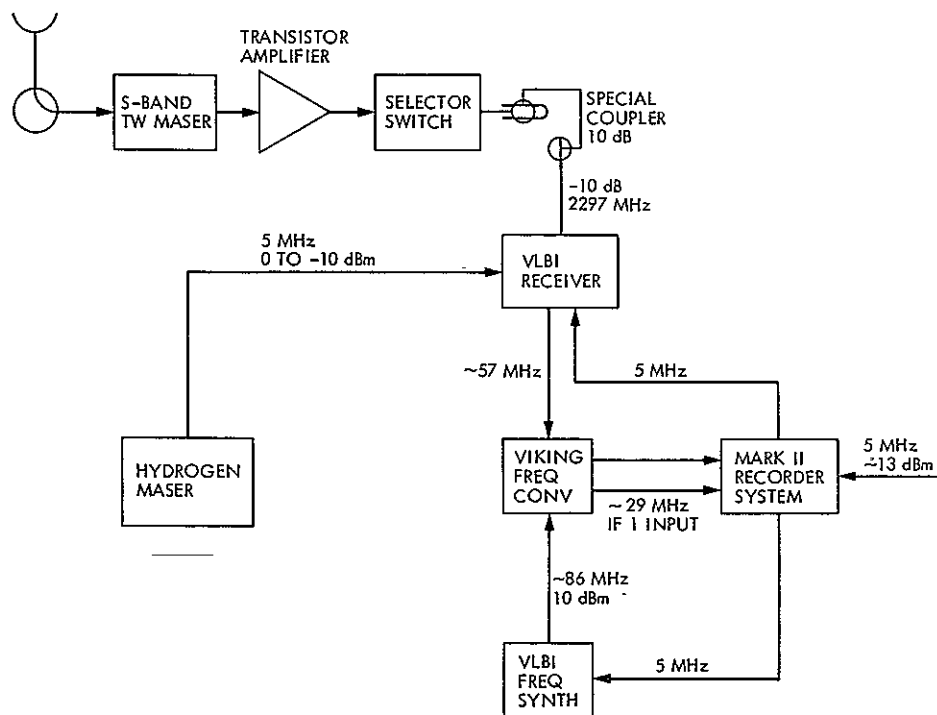 TRANSISTOR
AMPLIFIER
S-BAND
TW MASER
SELECTOR
SWITCH
SPECIAL
COUPLER
10 dB
-10 dB
2297 MHz
5 MHz
0 TO -10 dBm
VLBI
RECEIVER
~57 MHz
5 MHz
HYDROGEN
MASER
VIKING
FREQ
CONV
MARK II
RECORDER
SYSTEM
5 MHz
~13 dBm
~29 MHz
IF 1 INPUT
~86 MHz
10 dBm
VLBI
FREQ
SYNTH
5 MHz